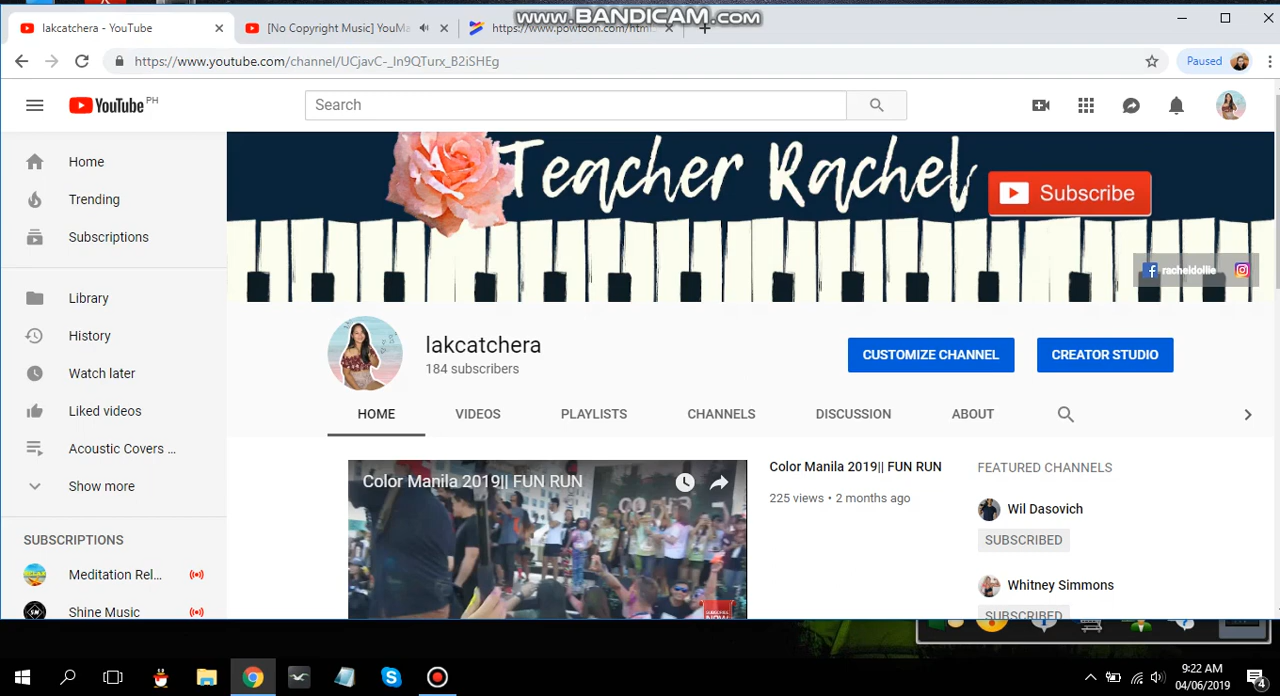 www.BANDICAM.com
lakcatchera - YouTube
[No Copyright Music] YouMa
https://www.powtoon.com/html
https://www.youtube.com/channel/UCjavC-_In9QTurx_B2iSHEg
Paused
YouTube PH
Search
Home
Trending
Subscriptions
Library
History
Watch later
Liked videos
Acoustic Covers ...
Show more
SUBSCRIPTIONS
Meditation Rel...
Shine Music
Teacher Rachel
Subscribe
racheldollie
lakcatchera
184 subscribers
CUSTOMIZE CHANNEL
CREATOR STUDIO
HOME
VIDEOS
PLAYLISTS
CHANNELS
DISCUSSION
ABOUT
Color Manila 2019|| FUN RUN
Color Manila 2019|| FUN RUN
225 views • 2 months ago
FEATURED CHANNELS
Wil Dasovich
SUBSCRIBED
Whitney Simmons
SUBSCRIBED
9:22 AM
04/06/2019
4